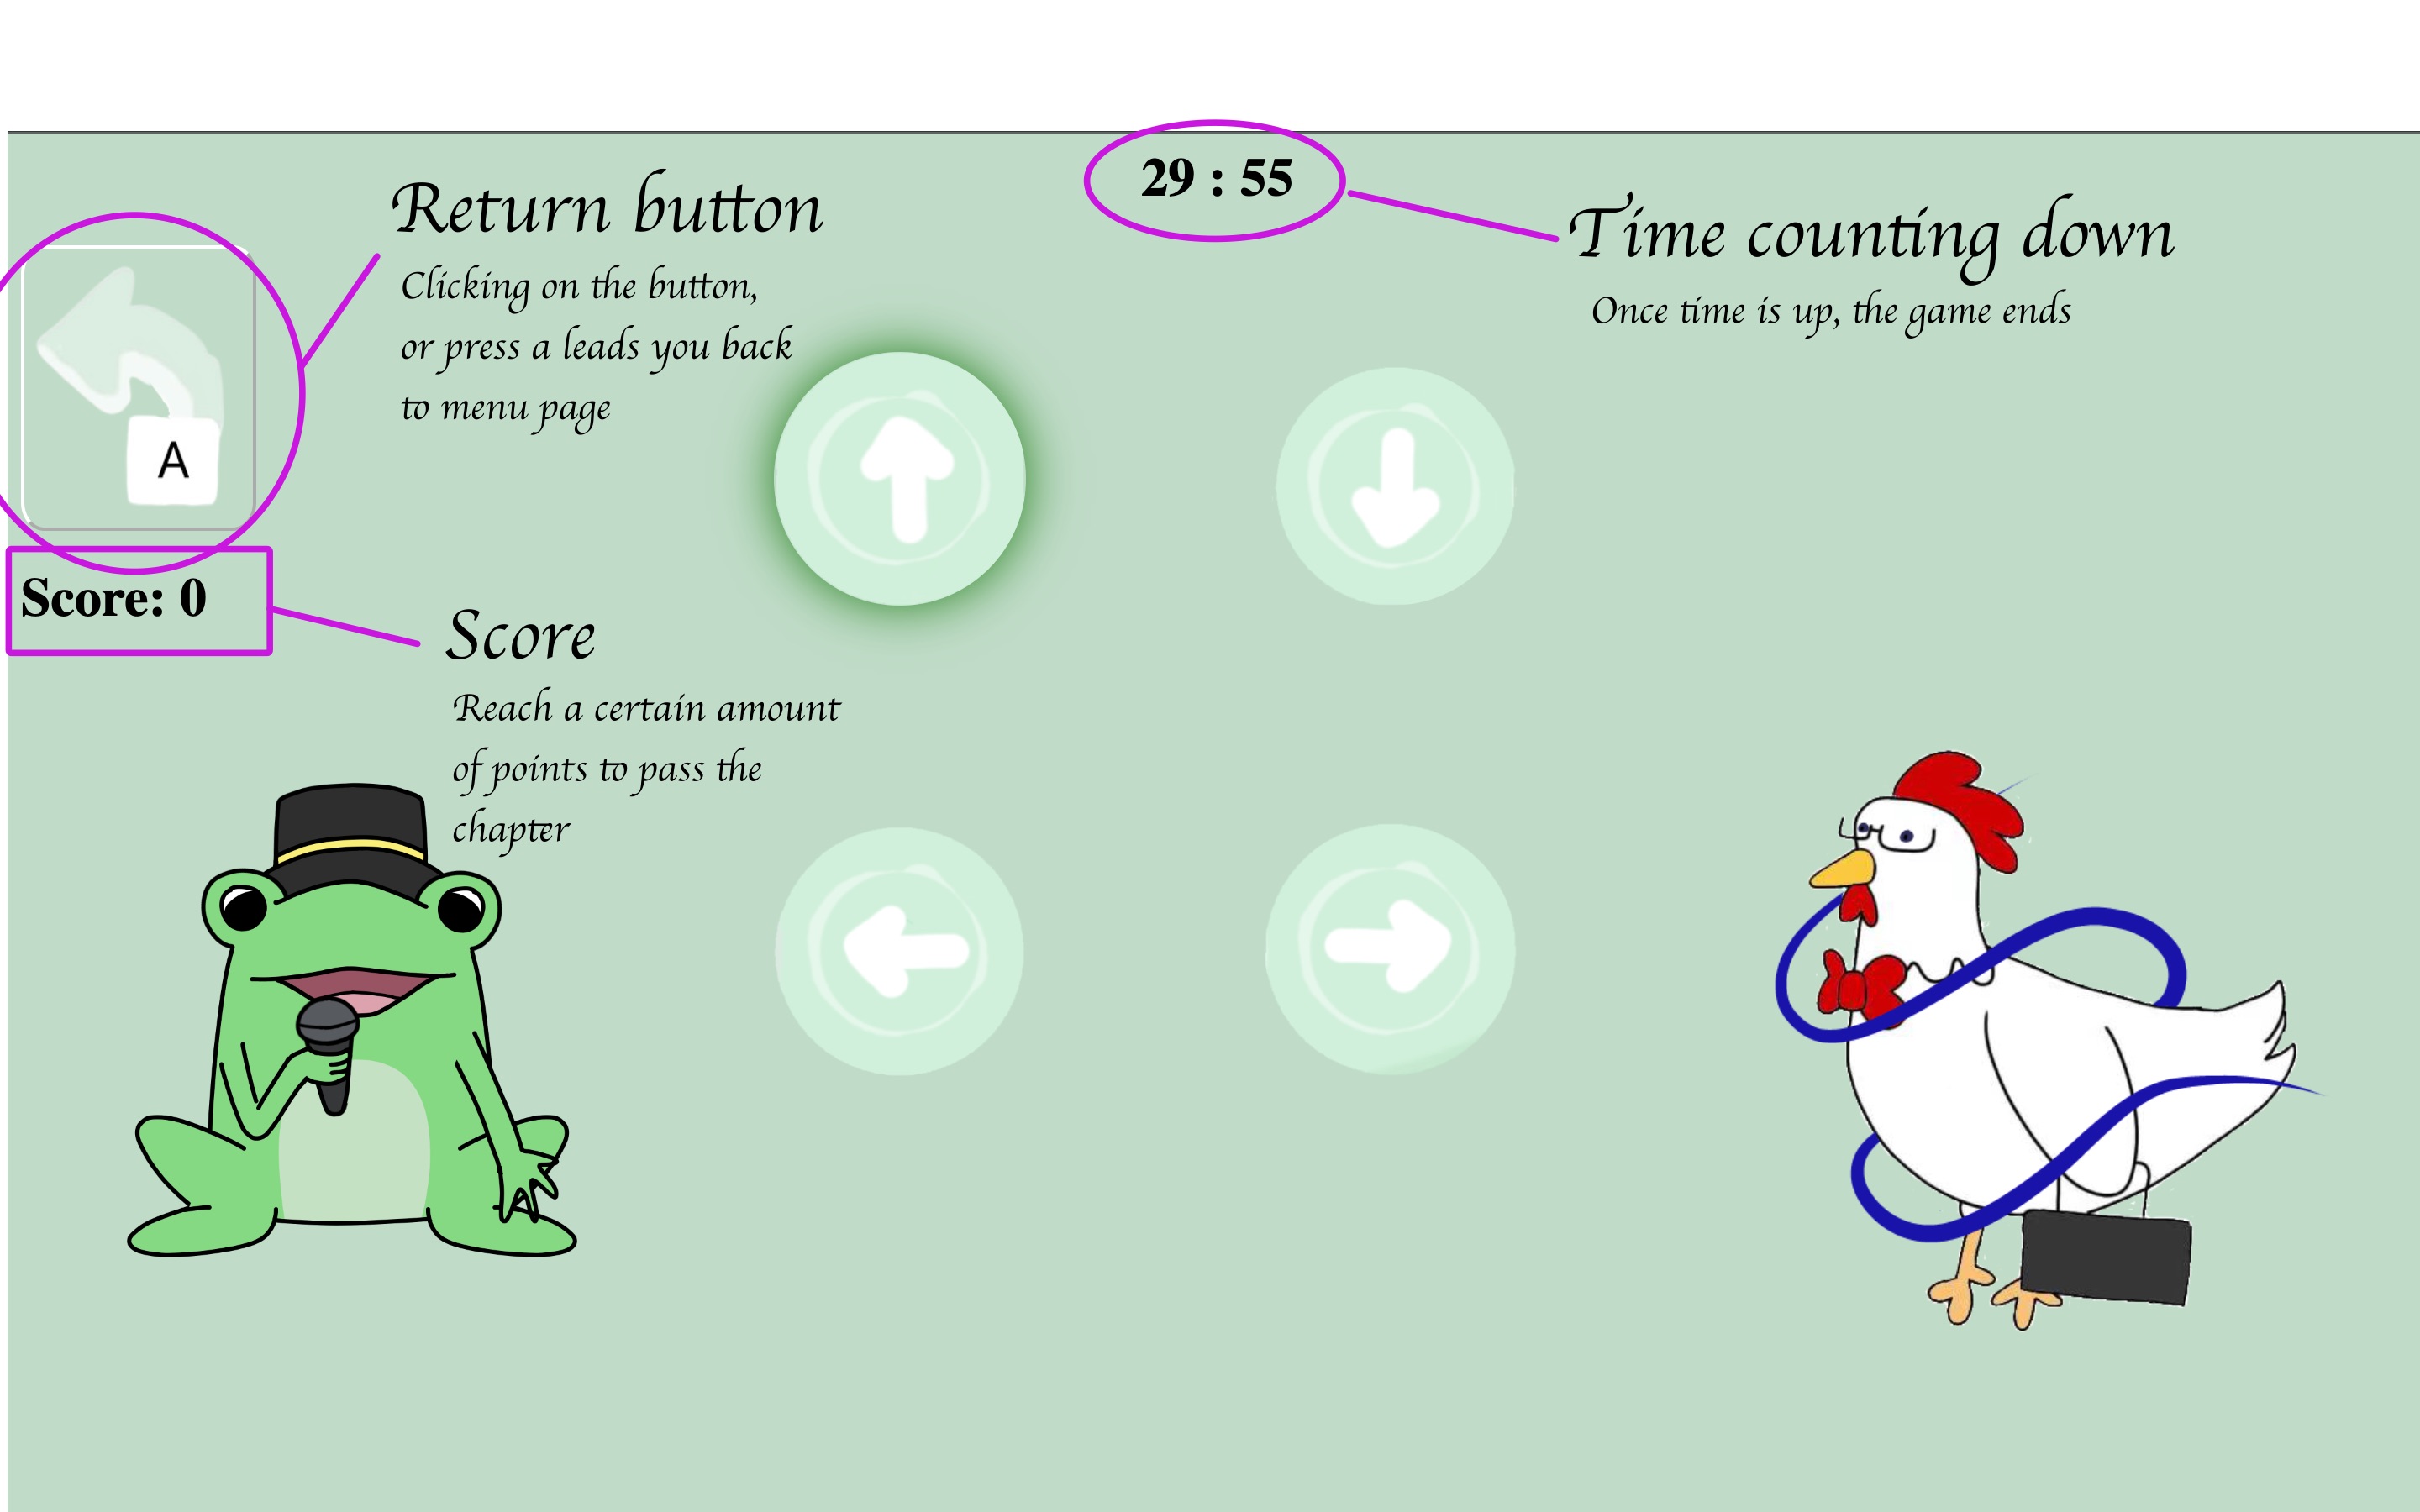 29 : 55
Return button
Clicking on the button,
or press a leads you back
to menu page
Time counting down
Once time is up, the game ends
A
Score: 0
Score
Reach a certain amount
of points to pass the
chapter